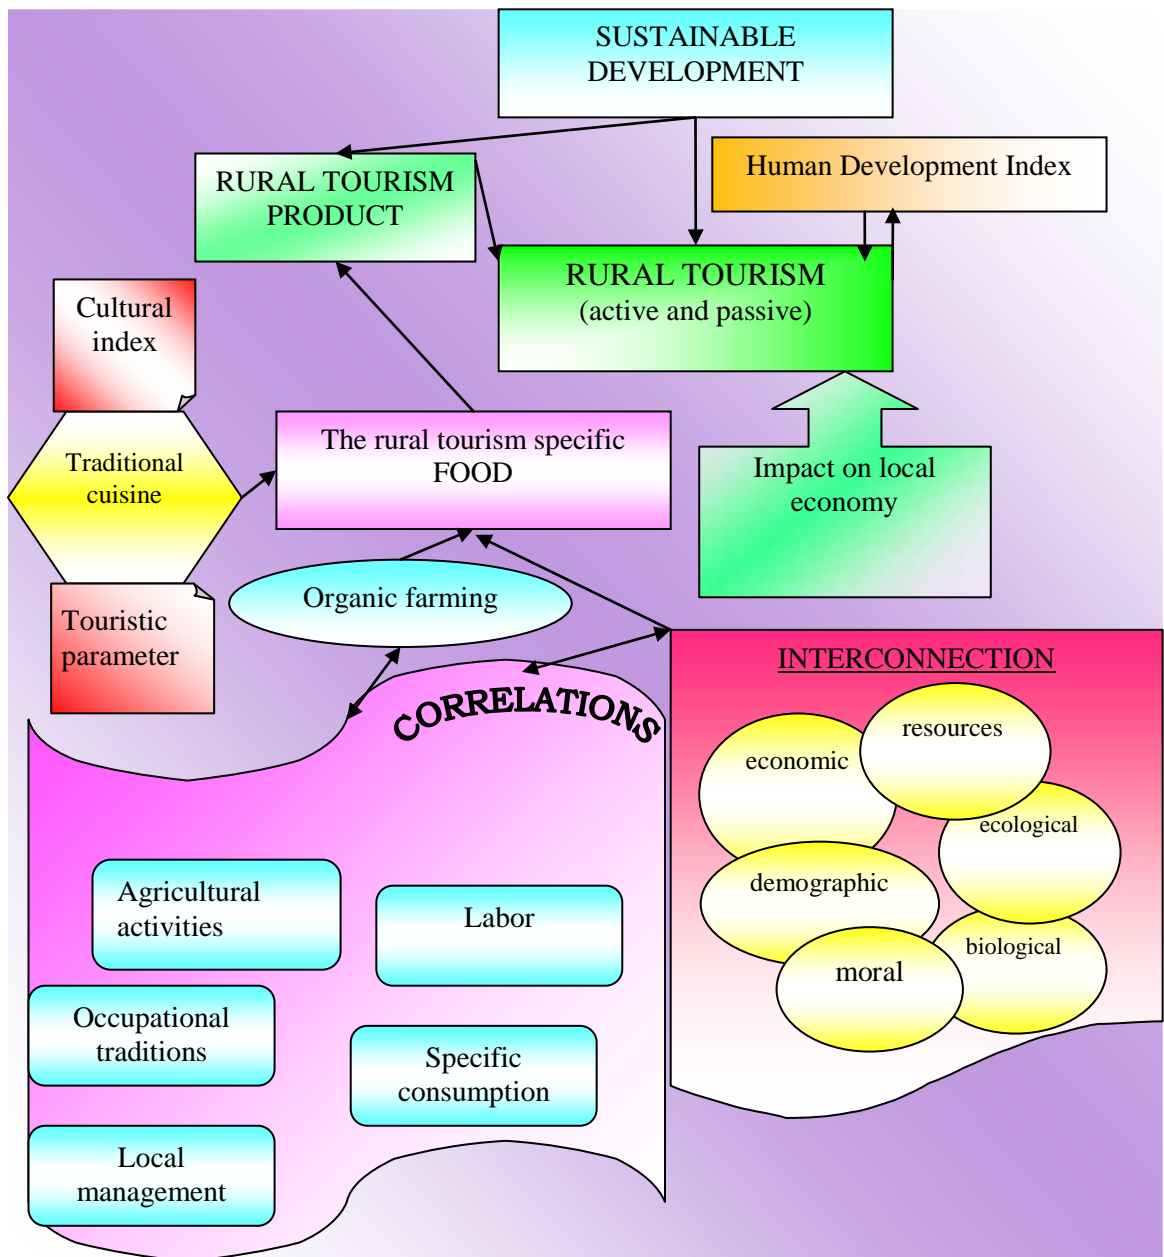 SUSTAINABLE
DEVELOPMENT
Human Development Index
RURAL TOURISM
PRODUCT
RURAL TOURISM
(active and passive)
Cultural
index
The rural tourism specific
FOOD
Traditional
cuisine
Impact on local
economy
Organic farming
Touristic
parameter
INTERCONNECTION
CORRELATIONS
resources
economic
ecological
demographic
biological
moral
Agricultural
activities
Labor
Occupational
traditions
Specific
consumption
Local
management